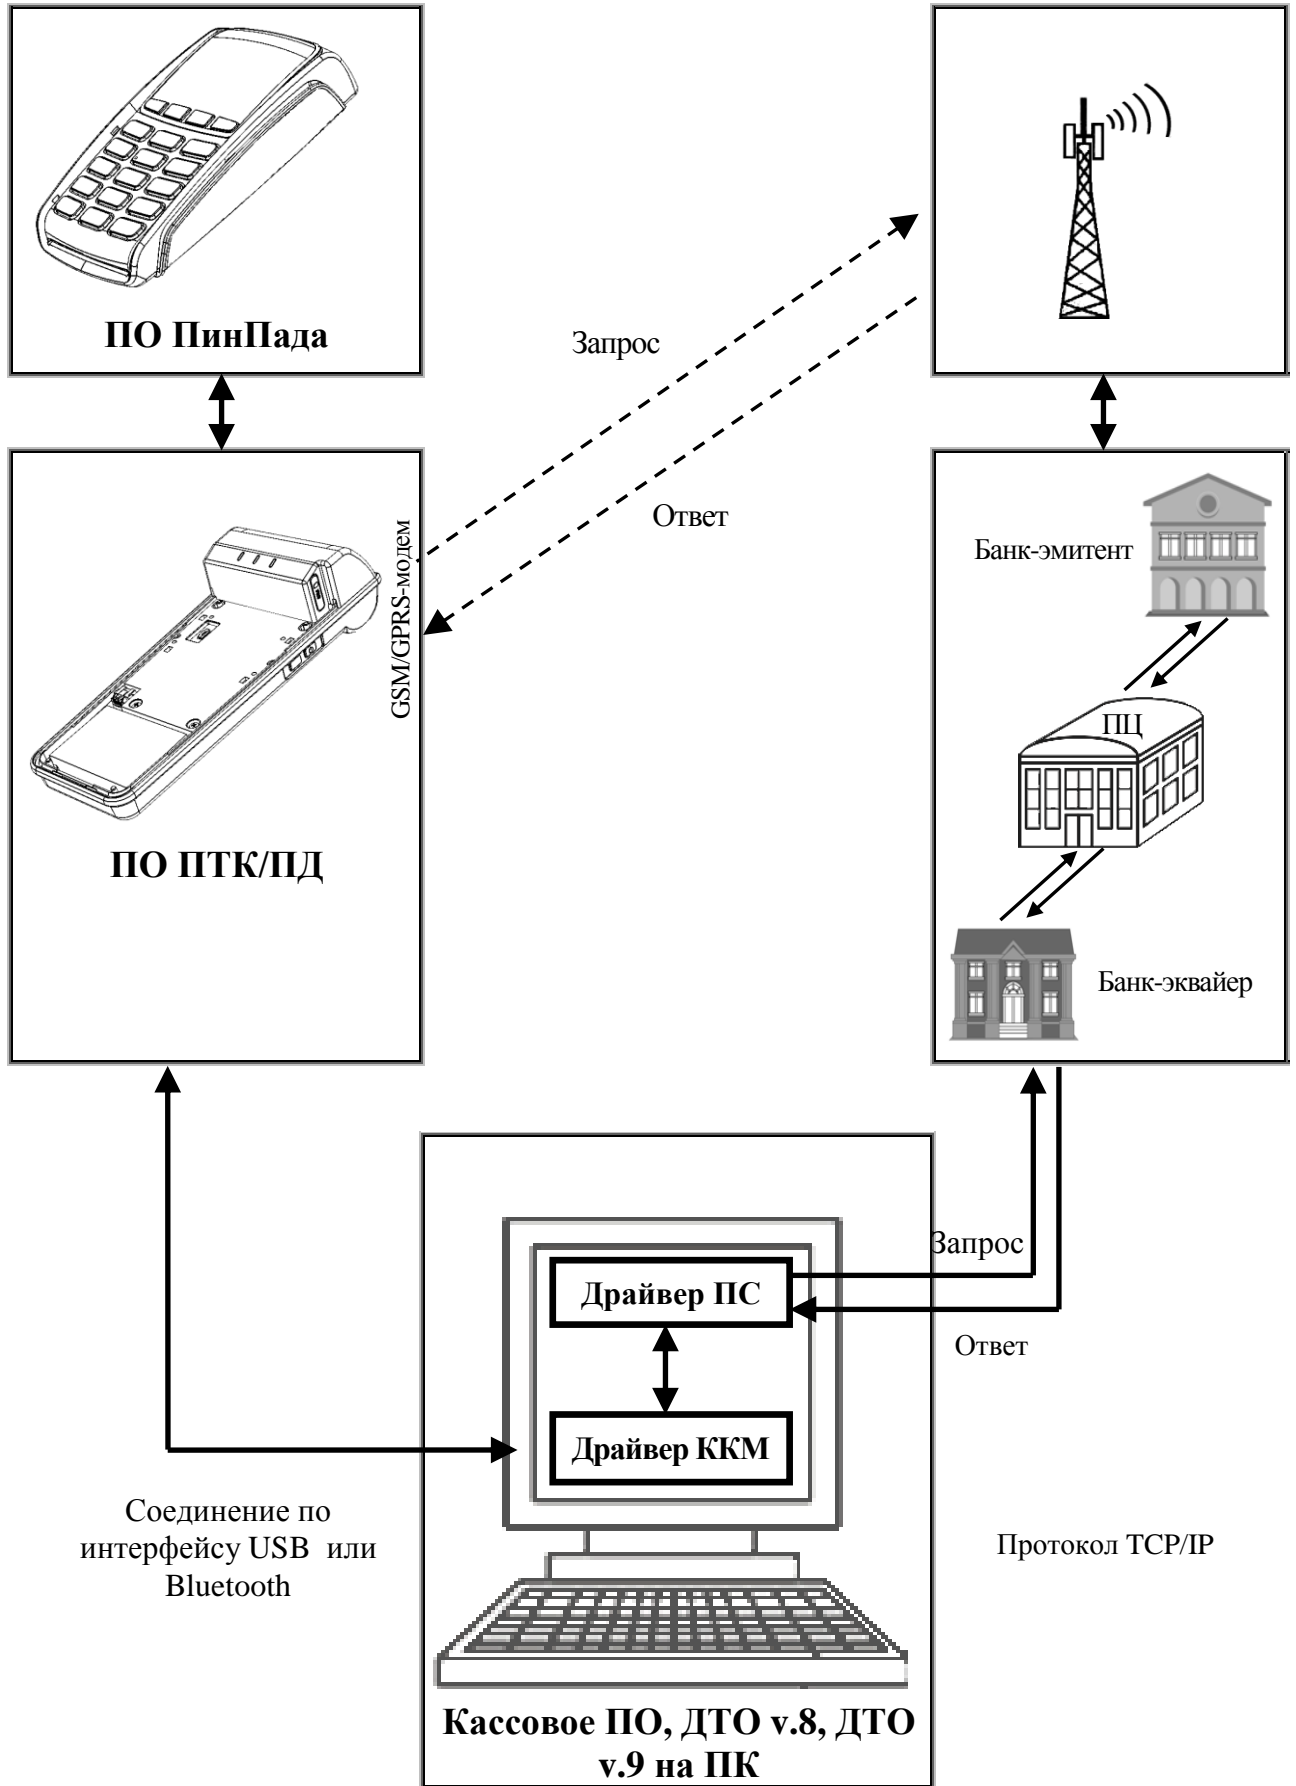 ПО ПинПада
Запрос
Ответ
GSM/GPRS-модем
Банк-эмитент
ПЦ
ПО ПТК/ПД
Банк-эквайер
Запрос
Драйвер ПС
Ответ
Драйвер ККМ
Соединение по
интерфейсу USB или
Bluetooth
Протокол TCP/IP
Кассовое ПО, ДТО v.8, ДТО
v.9 на ПК